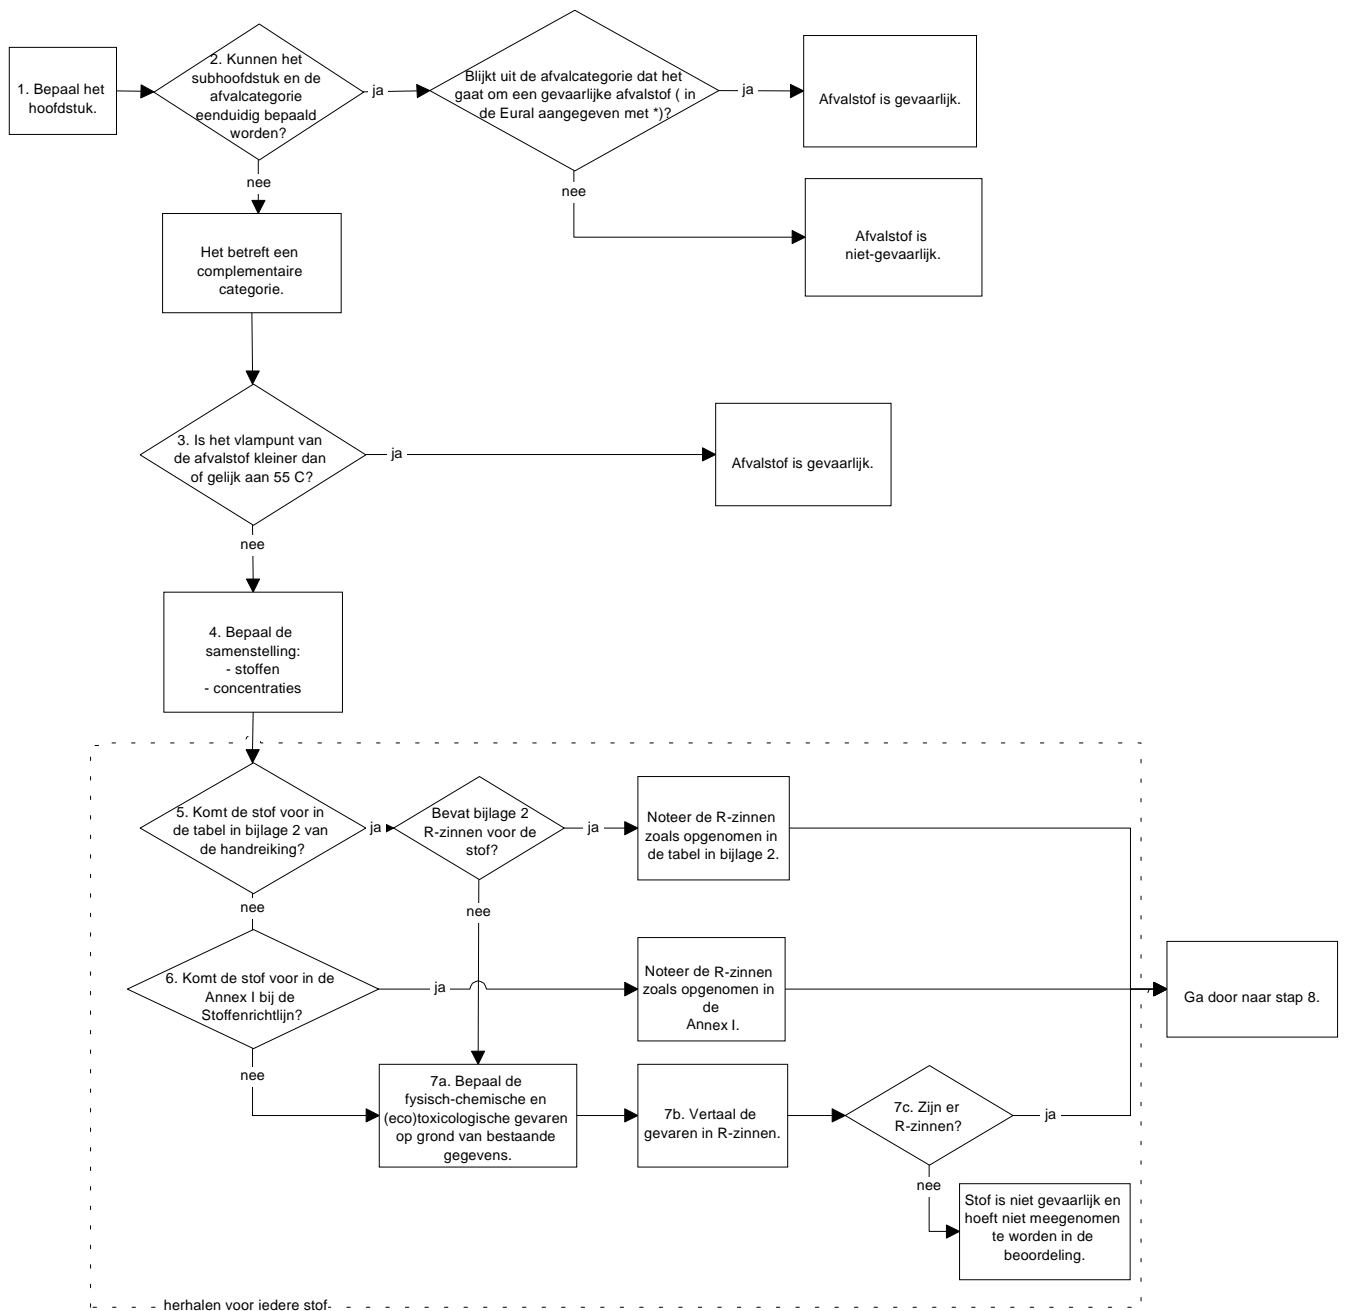 1. Bepaal het
hoofdstuk.
2. Kunnen het
subhoofdstuk en de
afvalcategorie
eenduidig bepaald
worden?
ja
Blijkt uit de afvalcategorie dat het
gaat om een gevaarlijke afvalstof ( in
de Eural aangegeven met *)?
ja
Afvalstof is gevaarlijk.
nee
nee
Afvalstof is
niet-gevaarlijk.
Het betreft een
complementaire
categorie.
3. Is het vlampunt van
de afvalstof kleiner dan
of gelijk aan 55 C?
ja
Afvalstof is gevaarlijk.
nee
4. Bepaal de
samenstelling:
- stoffen
- concentraties
5. Komt de stof voor in
de tabel in bijlage 2 van
de handreiking?
ja
Bevat bijlage 2
R-zinnen voor de
stof?
ja
Noteer de R-zinnen
zoals opgenomen in
de tabel in bijlage 2.
nee
nee
6. Komt de stof voor in de
Annex I bij de
Stoffenrichtlijn?
ja
Noteer de R-zinnen
zoals opgenomen in
de
Annex I.
Ga door naar stap 8.
nee
7a. Bepaal de
fysisch-chemische en
(eco)toxicologische gevaren
op grond van bestaande
gegevens.
7b. Vertaal de
gevaren in R-zinnen.
7c. Zijn er
R-zinnen?
ja
nee
Stof is niet gevaarlijk en
hoeft niet meegenomen
te worden in de
beoordeling.
herhalen voor iedere stof